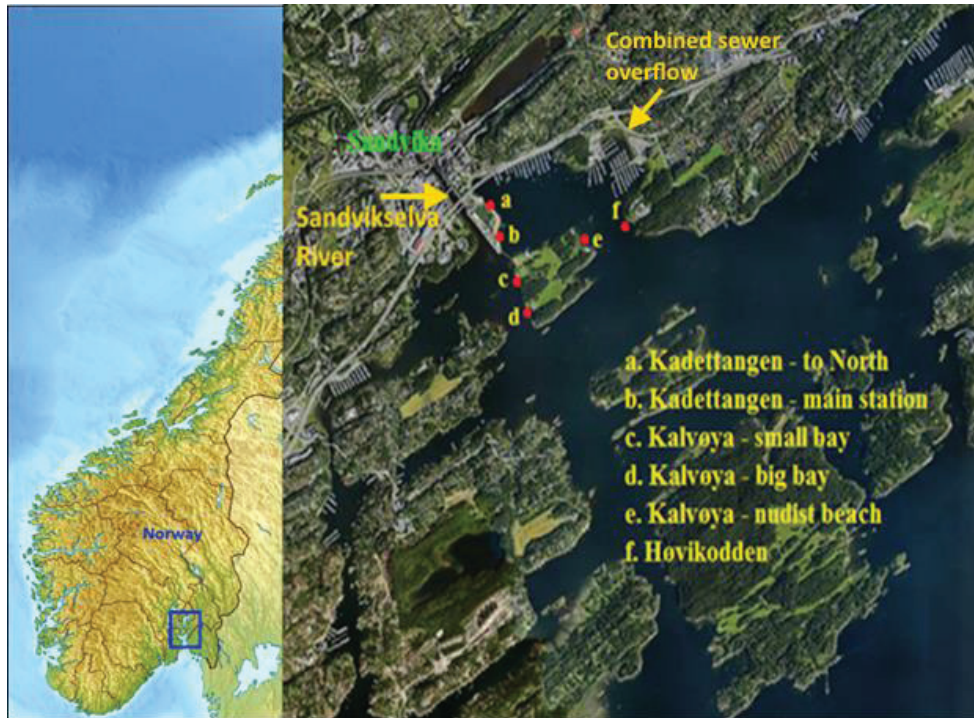 Norway
Combined sewer
overflow
Sandvika
Sandvikselva
River
a
b
c
d
e
f
a. Kadettangen - to North
b. Kadettangen - main station
c. Kalvøya - small bay
d. Kalvøya - big bay
e. Kalvøya - nudist beach
f. Høvikodden